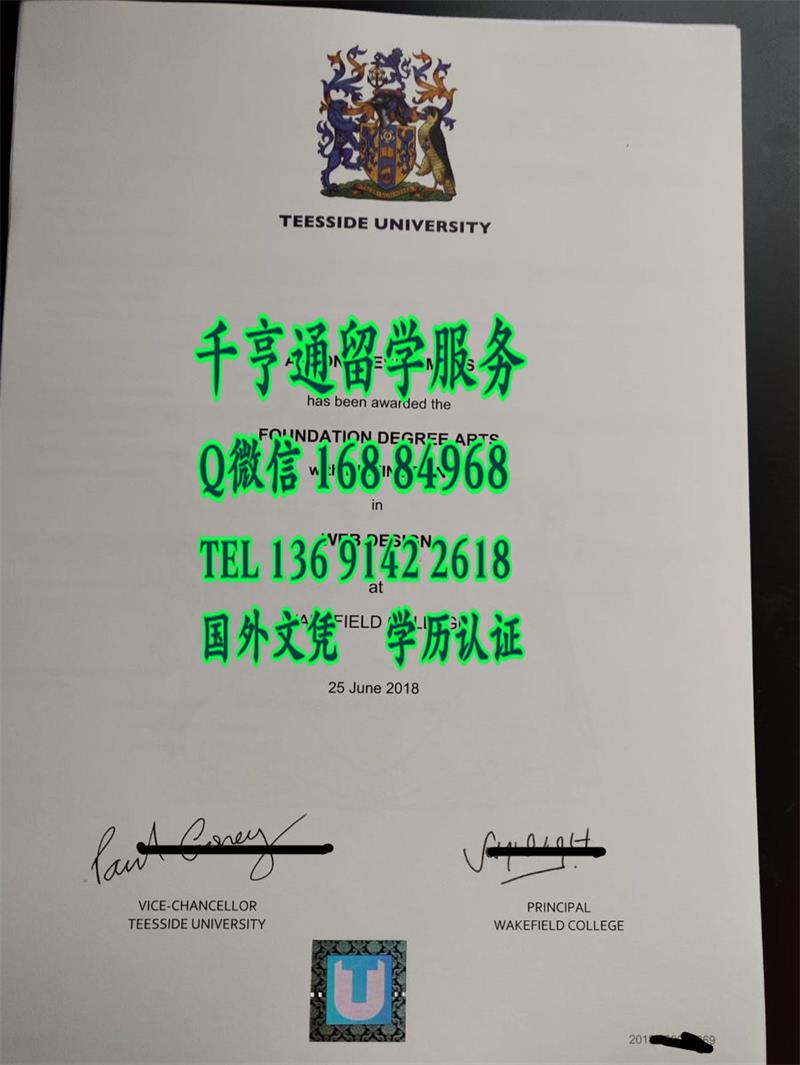 TEESSIDE UNIVERSITY
千亨通留学服务
has been awarded the
FOUNDATION DEGREE ARTS
Q微信 168 84968
in
WEB DESIGN
TEL 136 9142 2618
at
国外文凭 学历认证
25 June 2018
VICE-CHANCELLOR
TEESSIDE UNIVERSITY
PRINCIPAL
WAKEFIELD COLLEGE